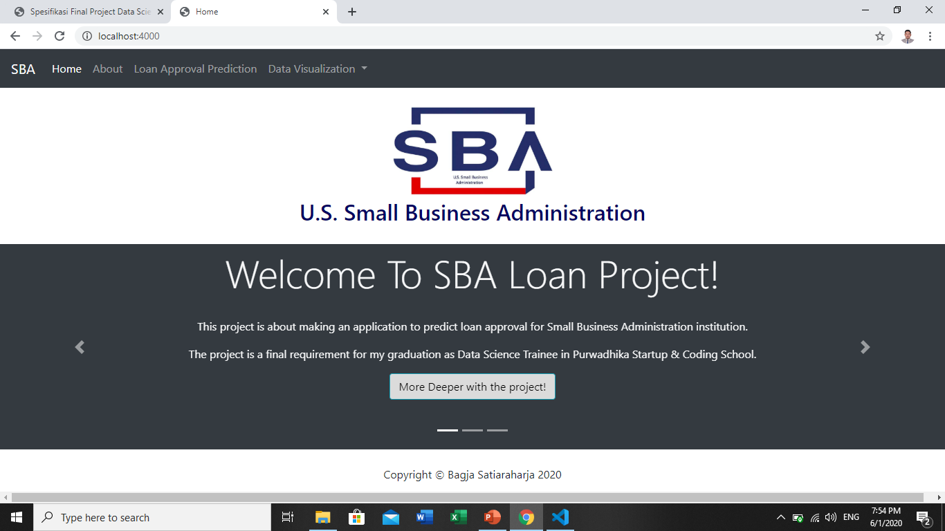 Spesifikasi Final Project Data Scie
Home
localhost:4000
SBA
Home
About
Loan Approval Prediction
Data Visualization
SBA
U.S. Small Business
Administration
U.S. Small Business Administration
Welcome To SBA Loan Project!
This project is about making an application to predict loan approval for Small Business Administration institution.
The project is a final requirement for my graduation as Data Science Trainee in Purwadhika Startup & Coding School.
More Deeper with the project!
Copyright © Bagja Satiaraharja 2020
Type here to search
ENG
7:54 PM
6/1/2020
2